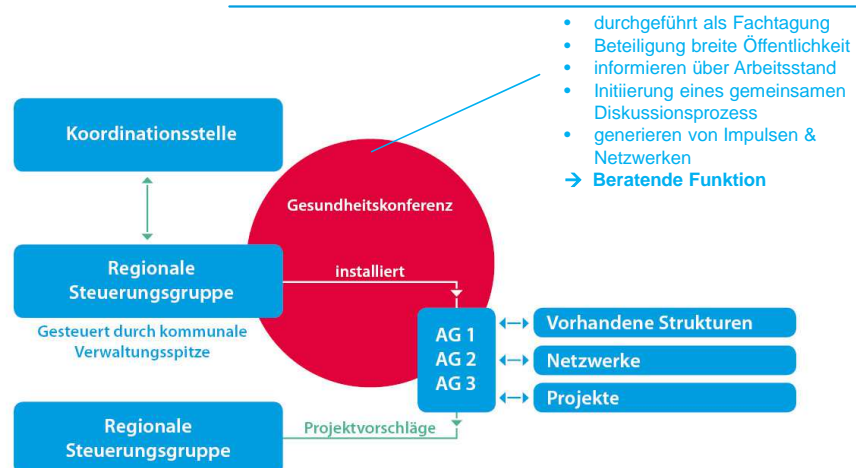 • durchgeführt als Fachtagung
• Beteiligung breite Öffentlichkeit
• informieren über Arbeitsstand
• Initiierung eines gemeinsamen
Diskussionsprozess
• generieren von Impulsen &
Netzwerken
→ Beratende Funktion
Koordinationsstelle
Gesundheitskonferenz
Regionale
Steuerungsgruppe
installiert
Gesteuert durch kommunale
Verwaltungsspitze
AG 1
AG 2
AG 3
Vorhandene Strukturen
Netzwerke
Projekte
Regionale
Steuerungsgruppe
Projektvorschläge